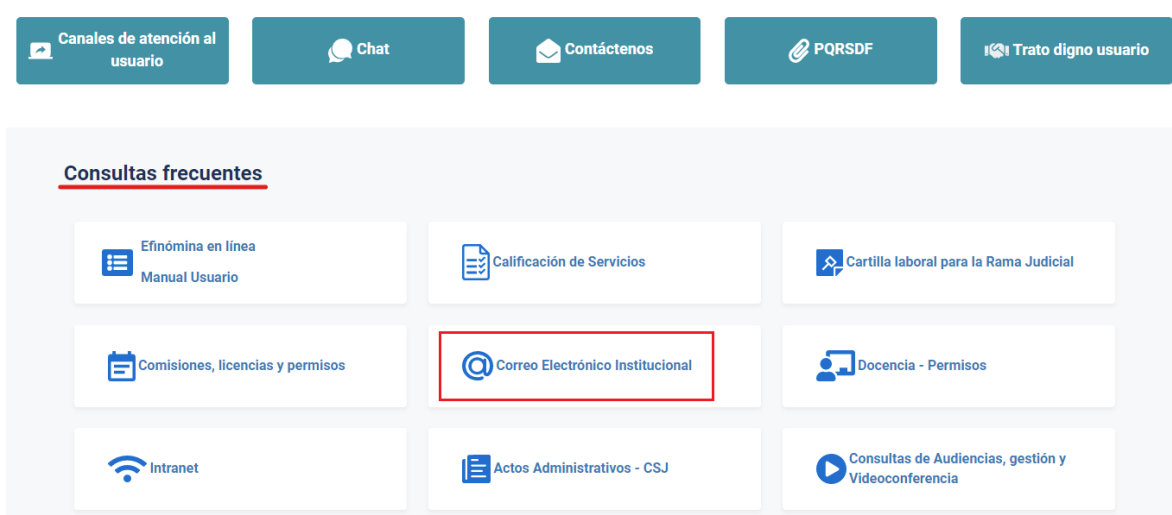 Canales de atención al
usuario
Chat
Contáctenos
PQRSDF
Trato digno usuario
Consultas frecuentes
Efinómina en línea
Manual Usuario
Calificación de Servicios
Cartilla laboral para la Rama Judicial
Comisiones, licencias y permisos
Correo Electrónico Institucional
Docencia - Permisos
Intranet
Actos Administrativos - CSJ
Consultas de Audiencias, gestión y
Videoconferencia